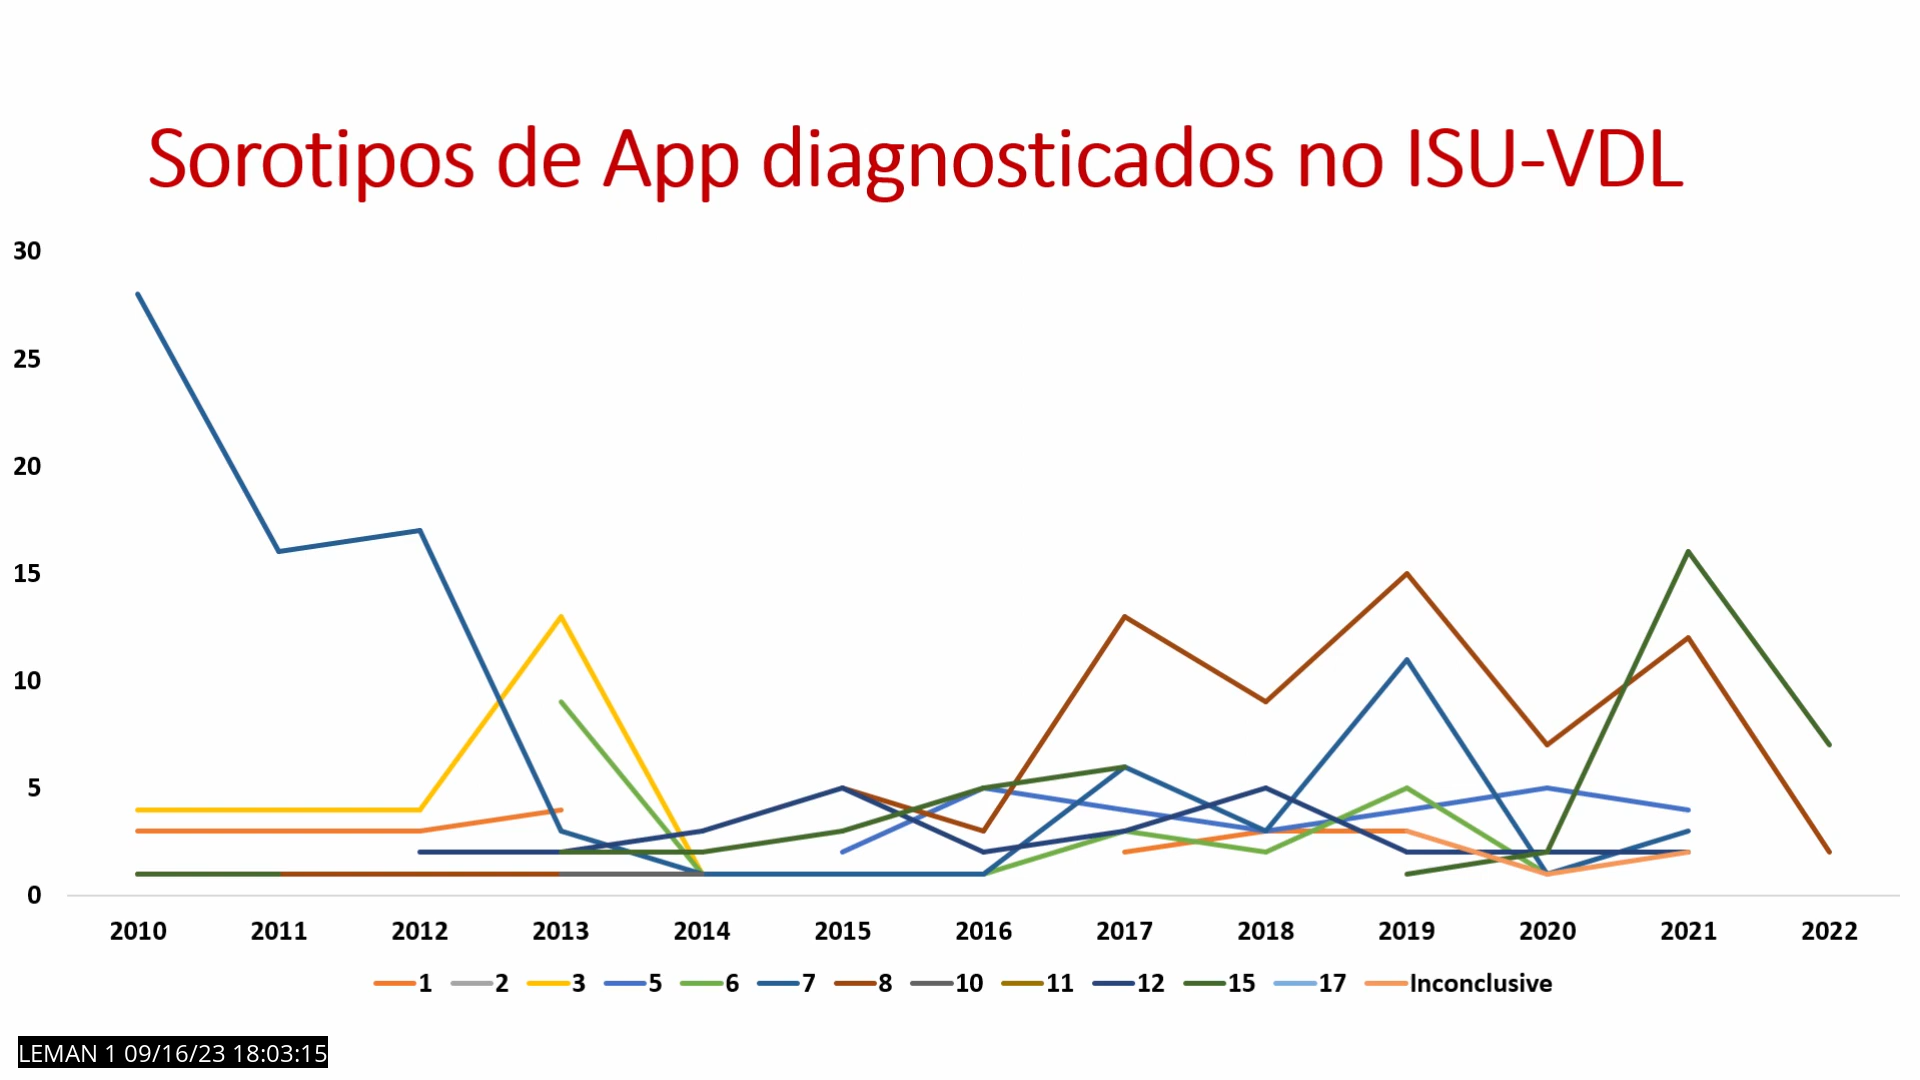 Sorotipos de App diagnosticados no ISU-VDL
30
25
20
15
10
5
0
2010 2011 2012 2013 2014 2015 2016 2017 2018 2019 2020 2021 2022
1 2 3 5 6 7 8 10 11 12 15 17 Inconclusive
LEMAN 1 09/16/23 18:03:15